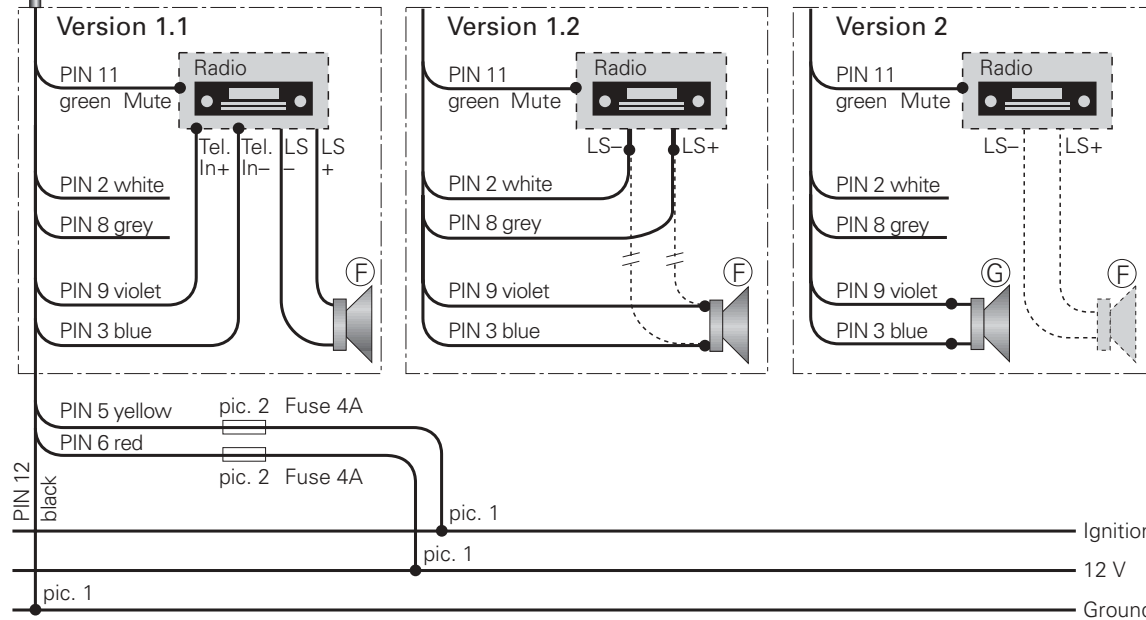 Version 1.1
PIN 11
green Mute
Radio
Tel. In+
Tel. In–
LS –
LS +
PIN 2 white
PIN 8 grey
PIN 9 violet
PIN 3 blue
F
Version 1.2
PIN 11
green Mute
Radio
LS–
LS+
PIN 2 white
PIN 8 grey
PIN 9 violet
PIN 3 blue
F
Version 2
PIN 11
green Mute
Radio
LS–
LS+
PIN 2 white
PIN 8 grey
PIN 9 violet
PIN 3 blue
G
F
PIN 5 yellow
pic. 2 Fuse 4A
PIN 6 red
pic. 2 Fuse 4A
PIN 12
black
pic. 1
Ignition
pic. 1
12 V
pic. 1
Ground